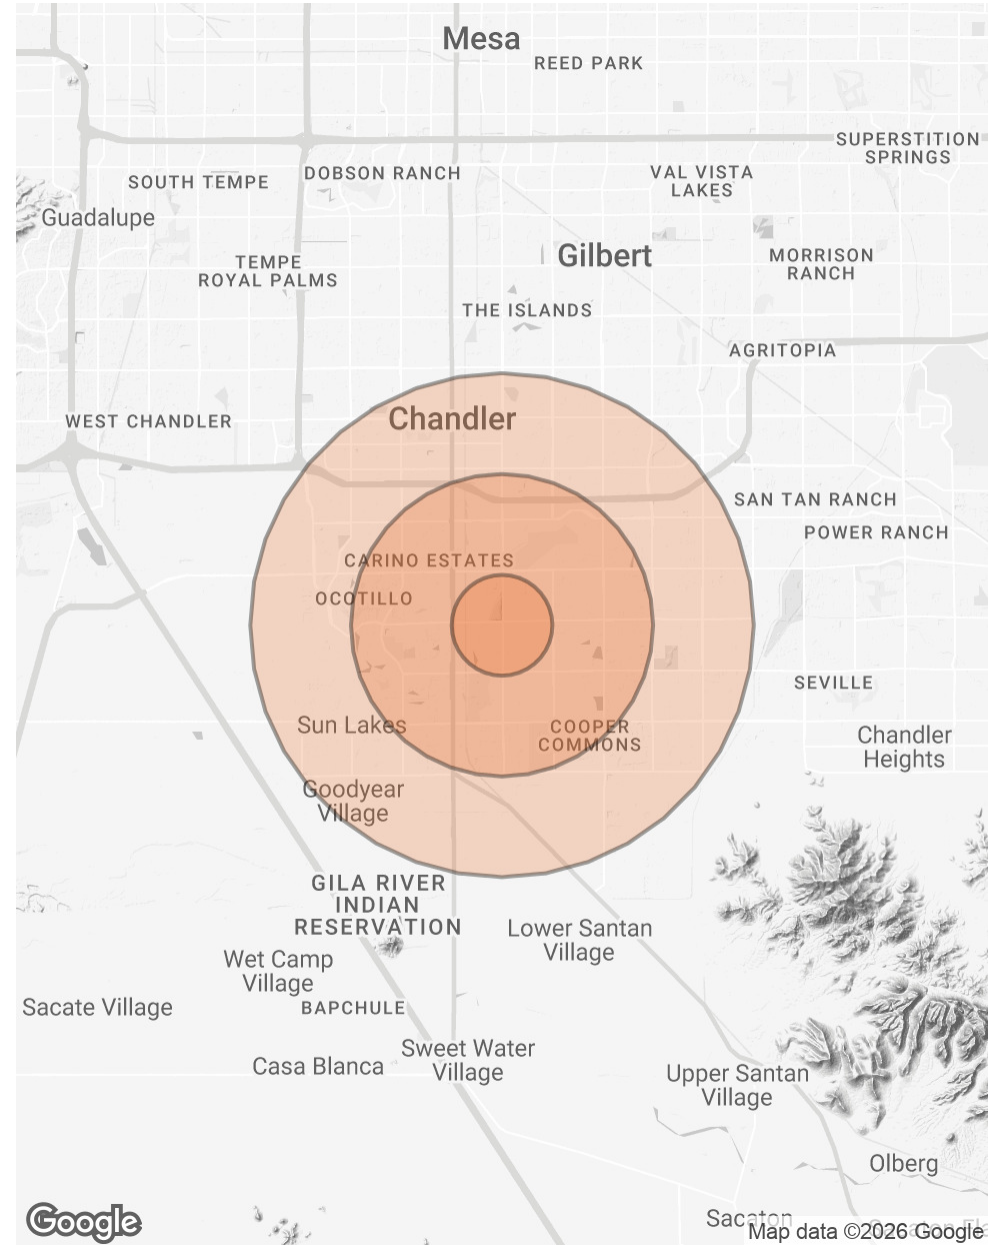 Mesa
REED PARK
SUPERSTITION
SPRINGS
SOUTH TEMPE
DOBSON RANCH
VAL VISTA
LAKES
Guadalupe
Gilbert
TEMPE
ROYAL PALMS
MORRISON
RANCH
THE ISLANDS
AGRITOPIA
Chandler
WEST CHANDLER
SAN TAN RANCH
POWER RANCH
CARINO ESTATES
OCOTILLO
SEVILLE
Sun Lakes
COOPER
COMMONS
Chandler
Heights
Goodyear
Village
GILA RIVER
INDIAN
RESERVATION
Lower Santan
Village
Wet Camp
Village
Sacate Village
BAPCHULE
Casa Blanca
Sweet Water
Village
Upper Santan
Village
Olberg
Google
Sacaton
Map data ©2026 Google